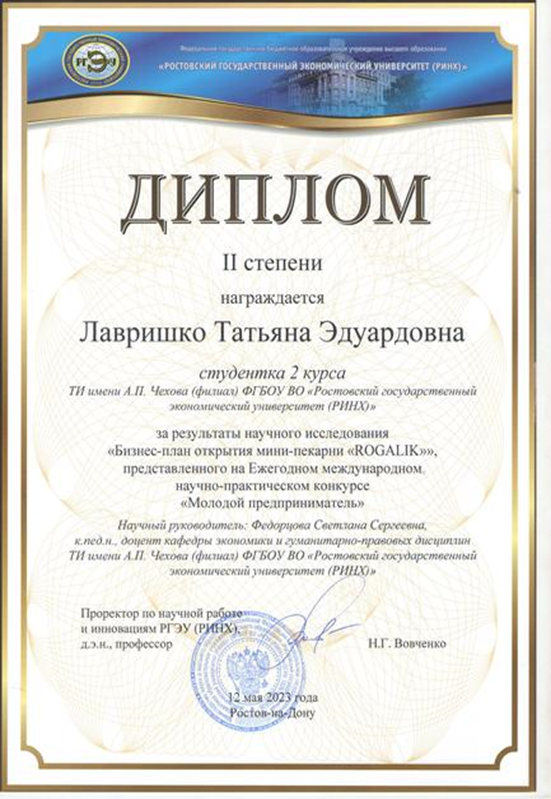 Федеральное государственное бюджетное образовательное учреждение высшего образования
«РОСТОВСКИЙ ГОСУДАРСТВЕННЫЙ ЭКОНОМИЧЕСКИЙ УНИВЕРСИТЕТ (РИНХ)»
РГЭУ
ДИПЛОМ
II степени
награждается
Лавришко Татьяна Эдуардовна
студентка 2 курса
ТИ имени А.П. Чехова (филиал) ФГБОУ ВО «Ростовский государственный
экономический университет (РИНХ)»
за результаты научного исследования
«Бизнес-план открытия мини-пекарни «ROGALIK»»,
представленного на Ежегодном международном
научно-практическом конкурсе
«Молодой предприниматель»
Научный руководитель: Федорцова Светлана Сергеевна,
к.пед.н., доцент кафедры экономики и гуманитарно-правовых дисциплин
ТИ имени А.П. Чехова (филиал) ФГБОУ ВО «Ростовский государственный
экономический университет (РИНХ)»
Проректор по научной работе
и инновациям РГЭУ (РИНХ),
д.э.н., профессор
Н.Г. Вовченко
12 мая 2023 года
Ростов-на-Дону